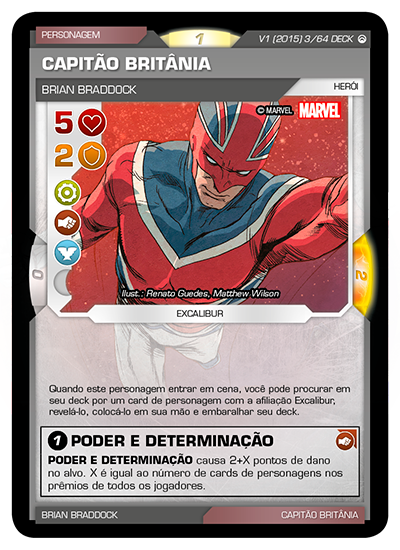 PERSONAGEM
1
V1 (2015) 3/64 DECK
CAPITÃO BRITÂNIA
BRIAN BRADDOCK
HERÓI
5
© MARVEL MARVEL
2
0
2
Ilust.: Renato Guedes, Matthew Wilson
EXCALIBUR
Quando este personagem entrar em cena, você pode procurar em
seu deck por um card de personagem com a afiliação Excalibur,
revelá-lo, colocá-lo em sua mão e embaralhar seu deck.
1 PODER E DETERMINAÇÃO
PODER E DETERMINAÇÃO causa 2+X pontos de dano
no alvo. X é igual ao número de cards de personagens nos
prêmios de todos os jogadores.
BRIAN BRADDOCK
CAPITÃO BRITÂNIA